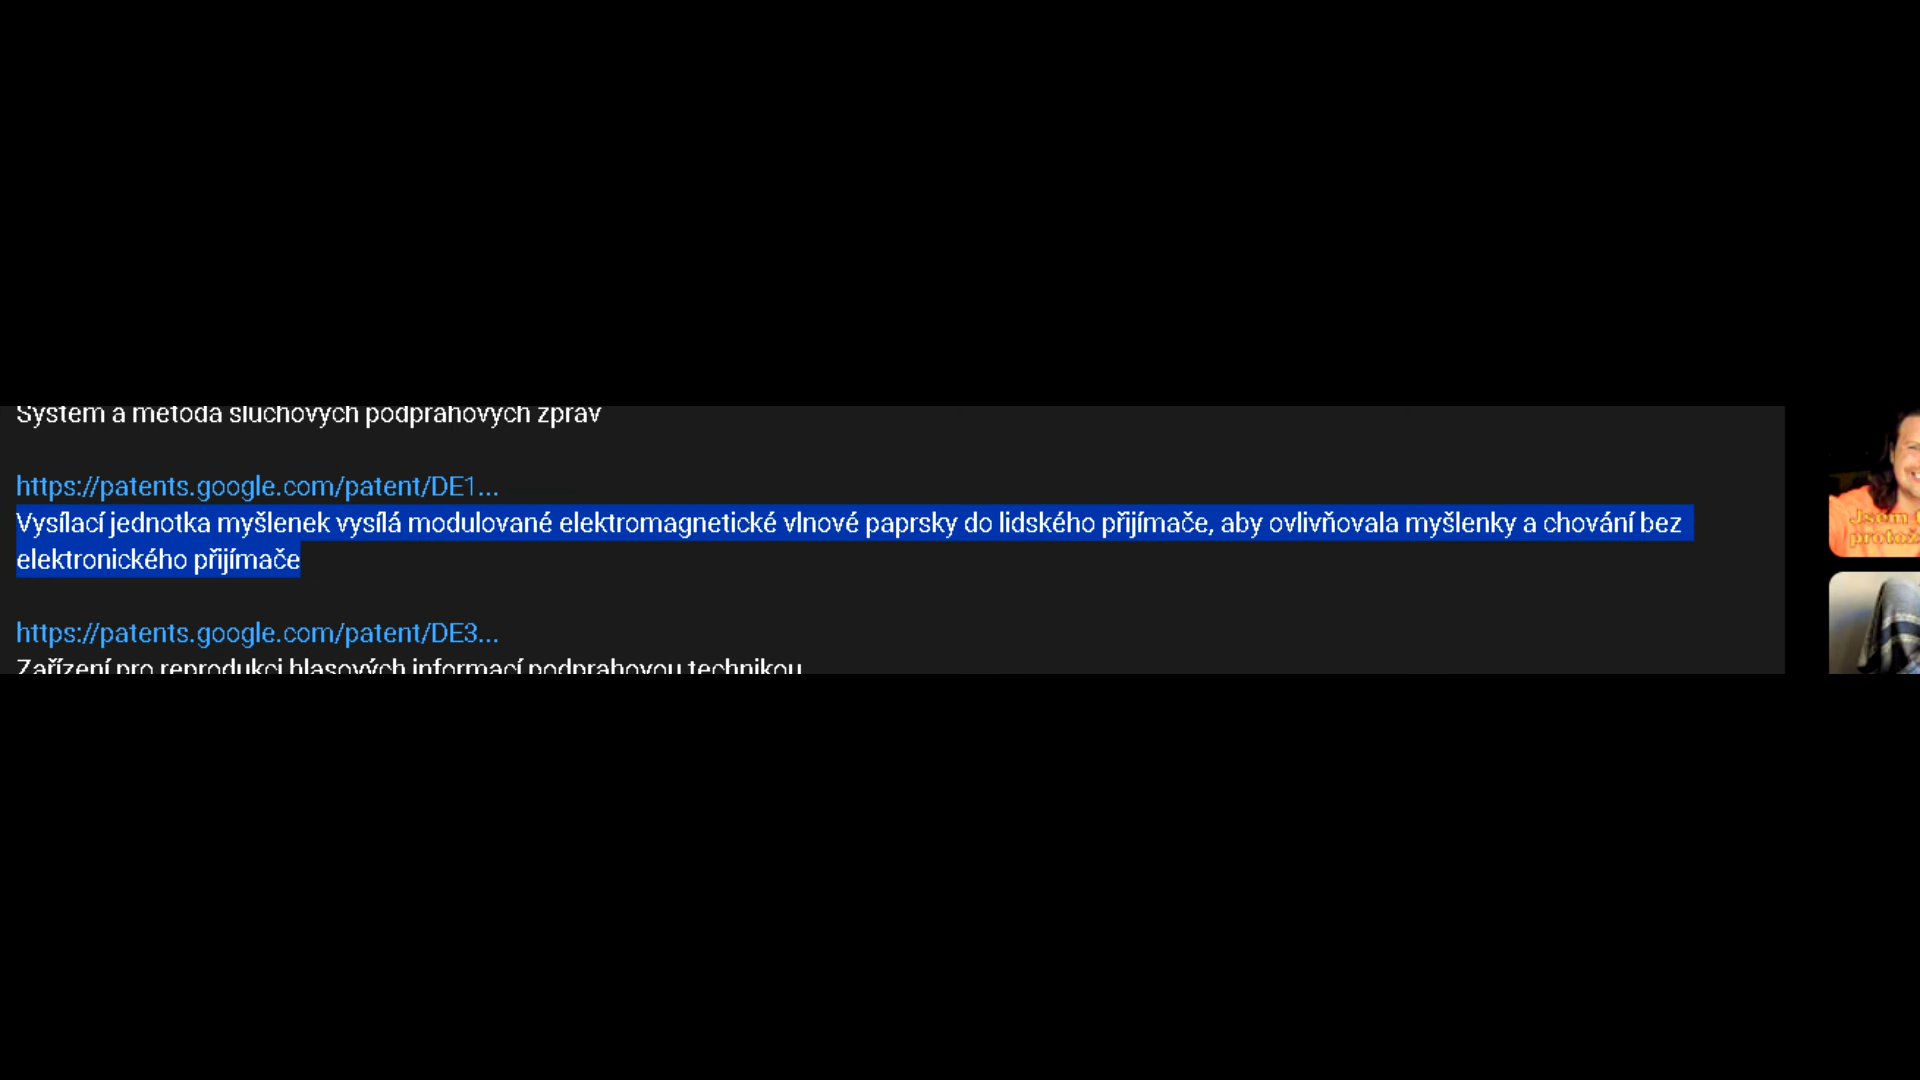 Systém a metoda sluchových podprahových zpráv
https://patents.google.com/patent/DE1...
Vysílací jednotka myšlenek vysílá modulované elektromagnetické vlnové paprsky do lidského přijímače, aby ovlivňovala myšlenky a chování bez
elektronického přijímače
https://patents.google.com/patent/DE3...
Zařízení pro reprodukci hlasových informací podprahovou technikou
Jsem